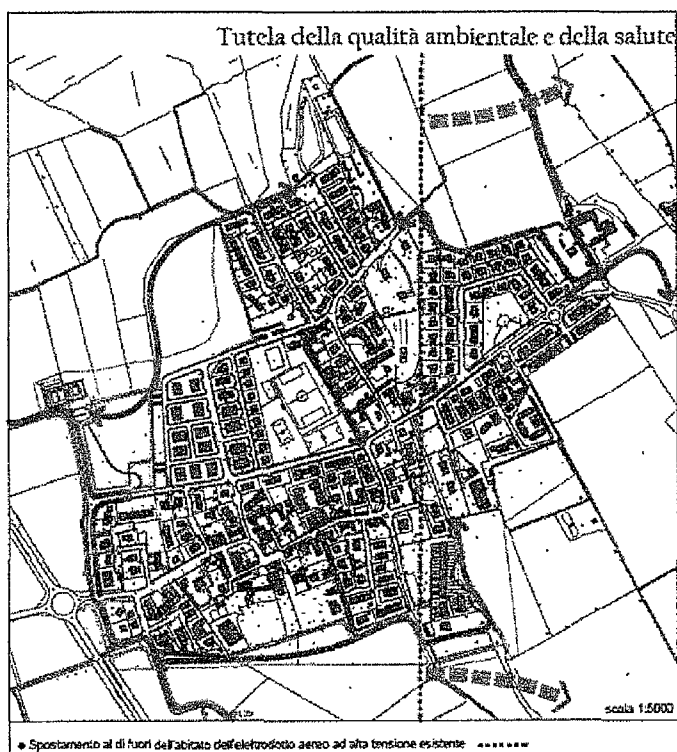 Tutela della qualità ambientale e della salute
scala 1:5000
• Spostamento al di fuori dell'abitato dell'elettrodotto aereo ad alta tensione esistente